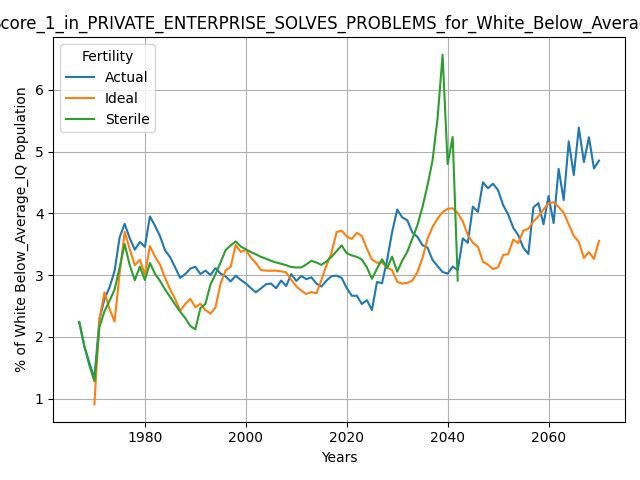 core_1_in_PRIVATE_ENTERPRISE_SOLVES_PROBLEMS_for_White_Below_Avera
Fertility
Actual
Ideal
Sterile
% of White Below_Average_IQ Population
6
5
4
3
2
1
1980 2000 2020 2040 2060
Years